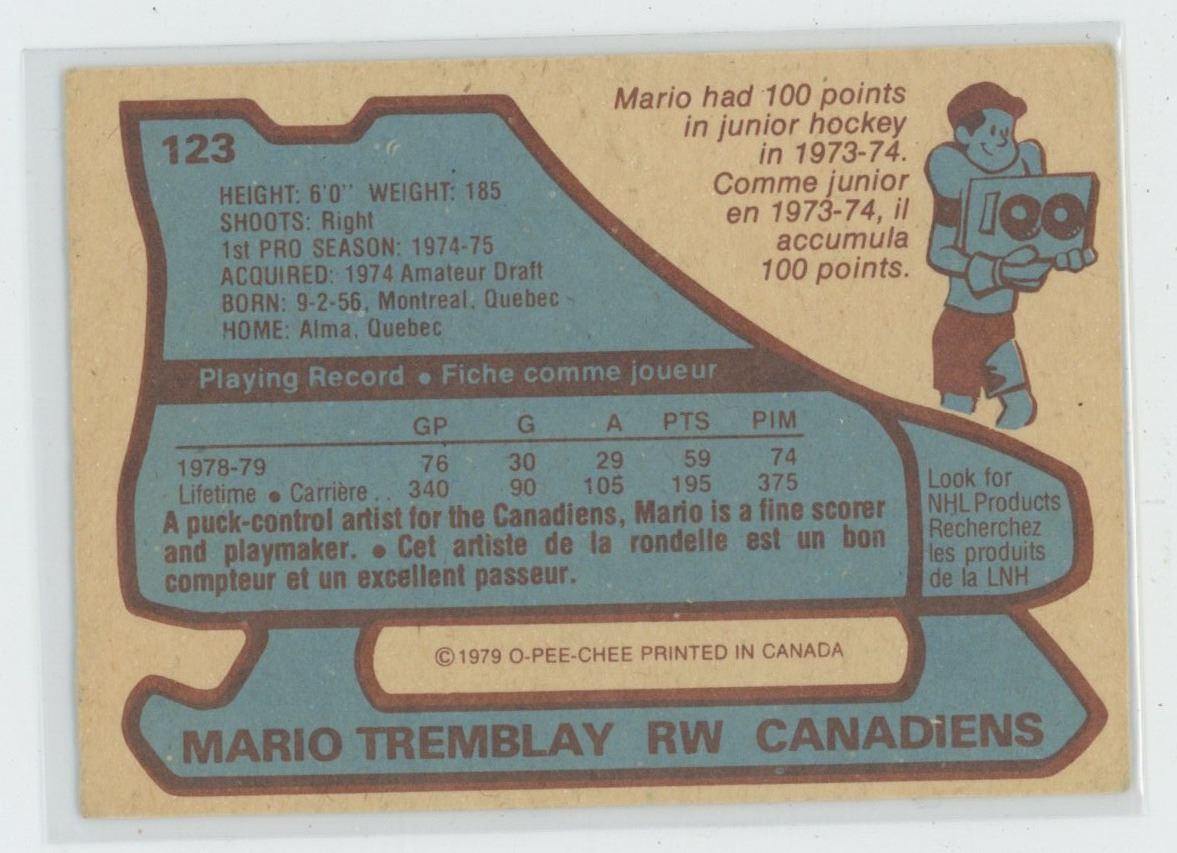 123
HEIGHT: 6'0" WEIGHT: 185
SHOOTS: Right
1st PRO SEASON: 1974-75
ACQUIRED: 1974 Amateur Draft
BORN: 9-2-56, Montreal, Quebec
HOME: Alma, Quebec
Mario had 100 points
in junior hockey
in 1973-74.
Comme junior
en 1973-74, il
accumula
100 points.
100
Playing Record • Fiche comme joueur
GP G A PTS PIM
1978-79 76 30 29 59 74
Lifetime • Carrière .. 340 90 105 195 375
A puck-control artist for the Canadiens, Mario is a fine scorer
and playmaker. • Cet artiste de la rondelle est un bon
compteur et un excellent passeur.
Look for
NHL Products
Recherchez
les produits
de la LNH
©1979 O-PEE-CHEE PRINTED IN CANADA
MARIO TREMBLAY RW CANADIENS